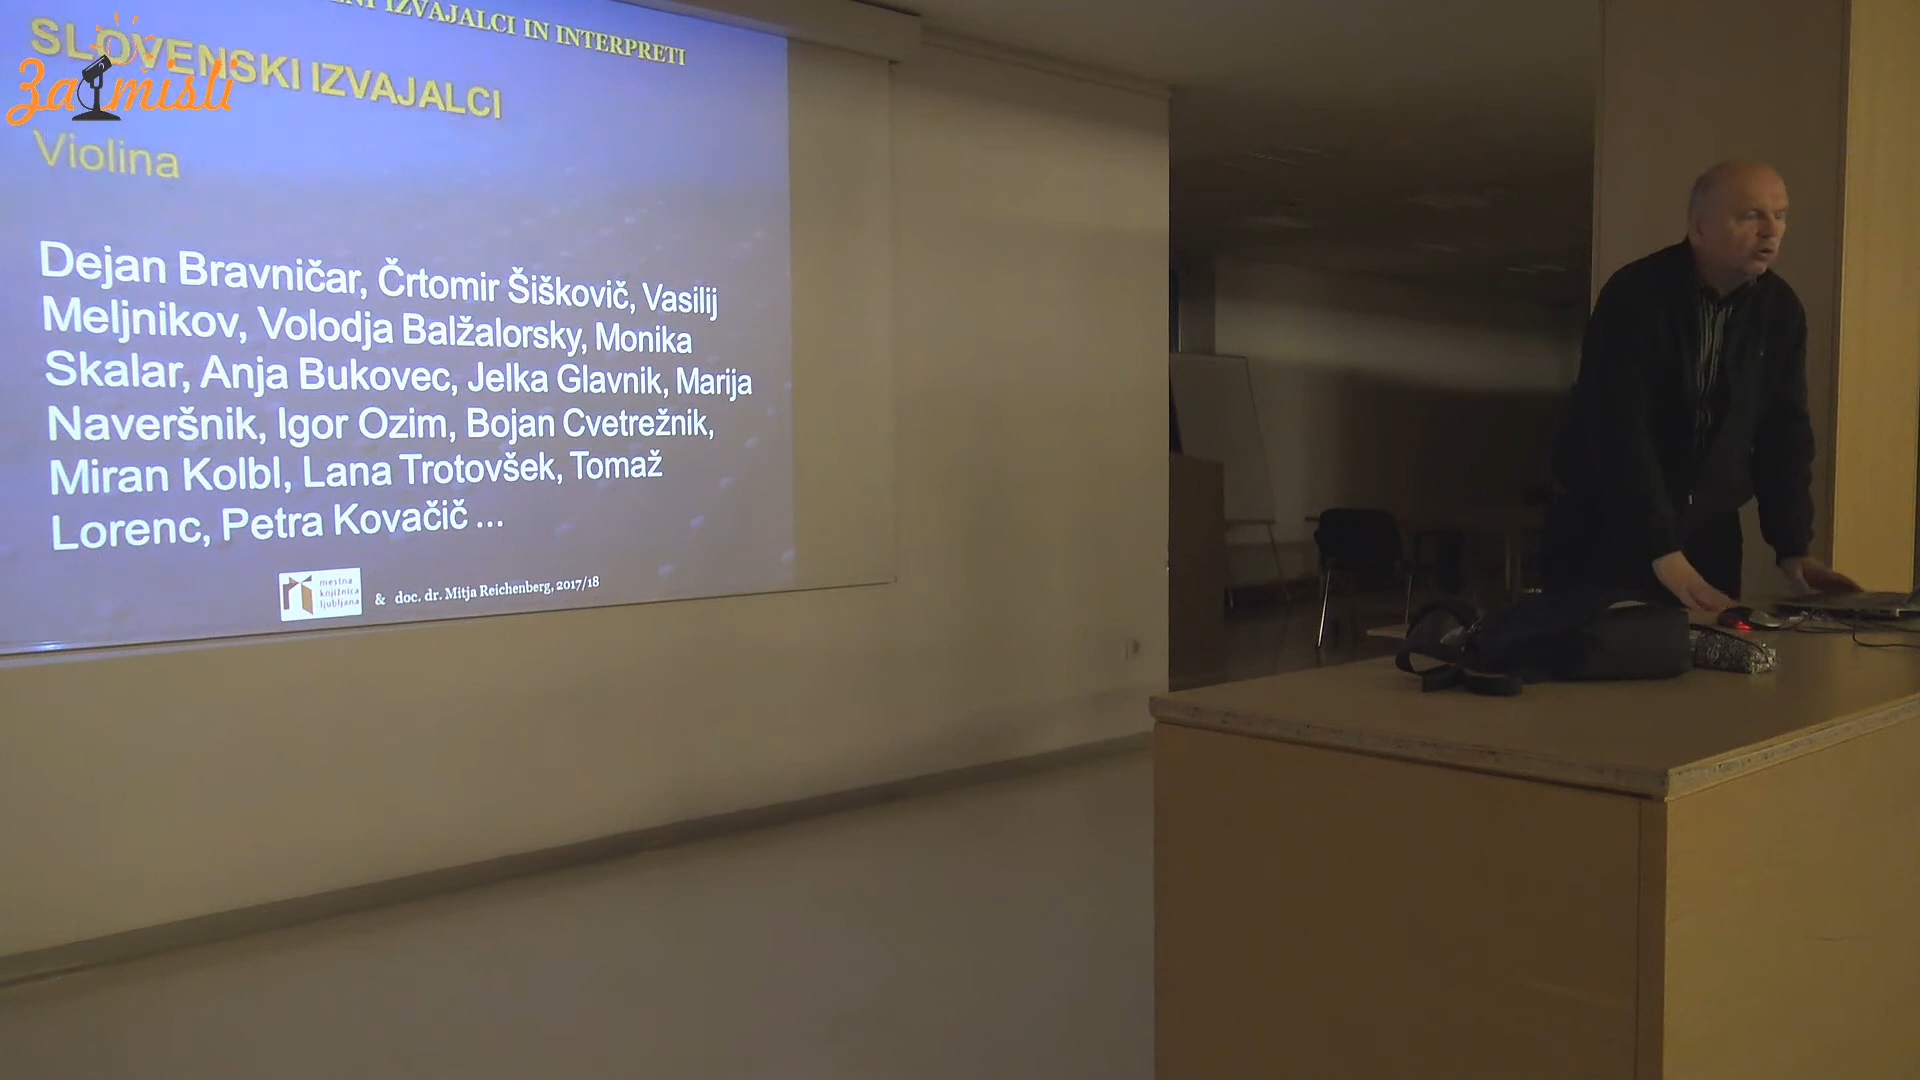 IZVAJALCI IN INTERPRETI
SLOVENSKI IZVAJALCI
Zamisli
Violina
Dejan Bravničar, Črtomir Šiškovič, Vasilij
Meljnikov, Volodja Balžalorsky, Monika
Skalar, Anja Bukovec, Jelka Glavnik, Marija
Naveršnik, Igor Ozim, Bojan Cvetrežnik,
Miran Kolbl, Lana Trotovšek, Tomaž
Lorenc, Petra Kovačič ...
mestna
knjižnica
ljubljana
& doc. dr. Mitja Reichenberg, 2017/18